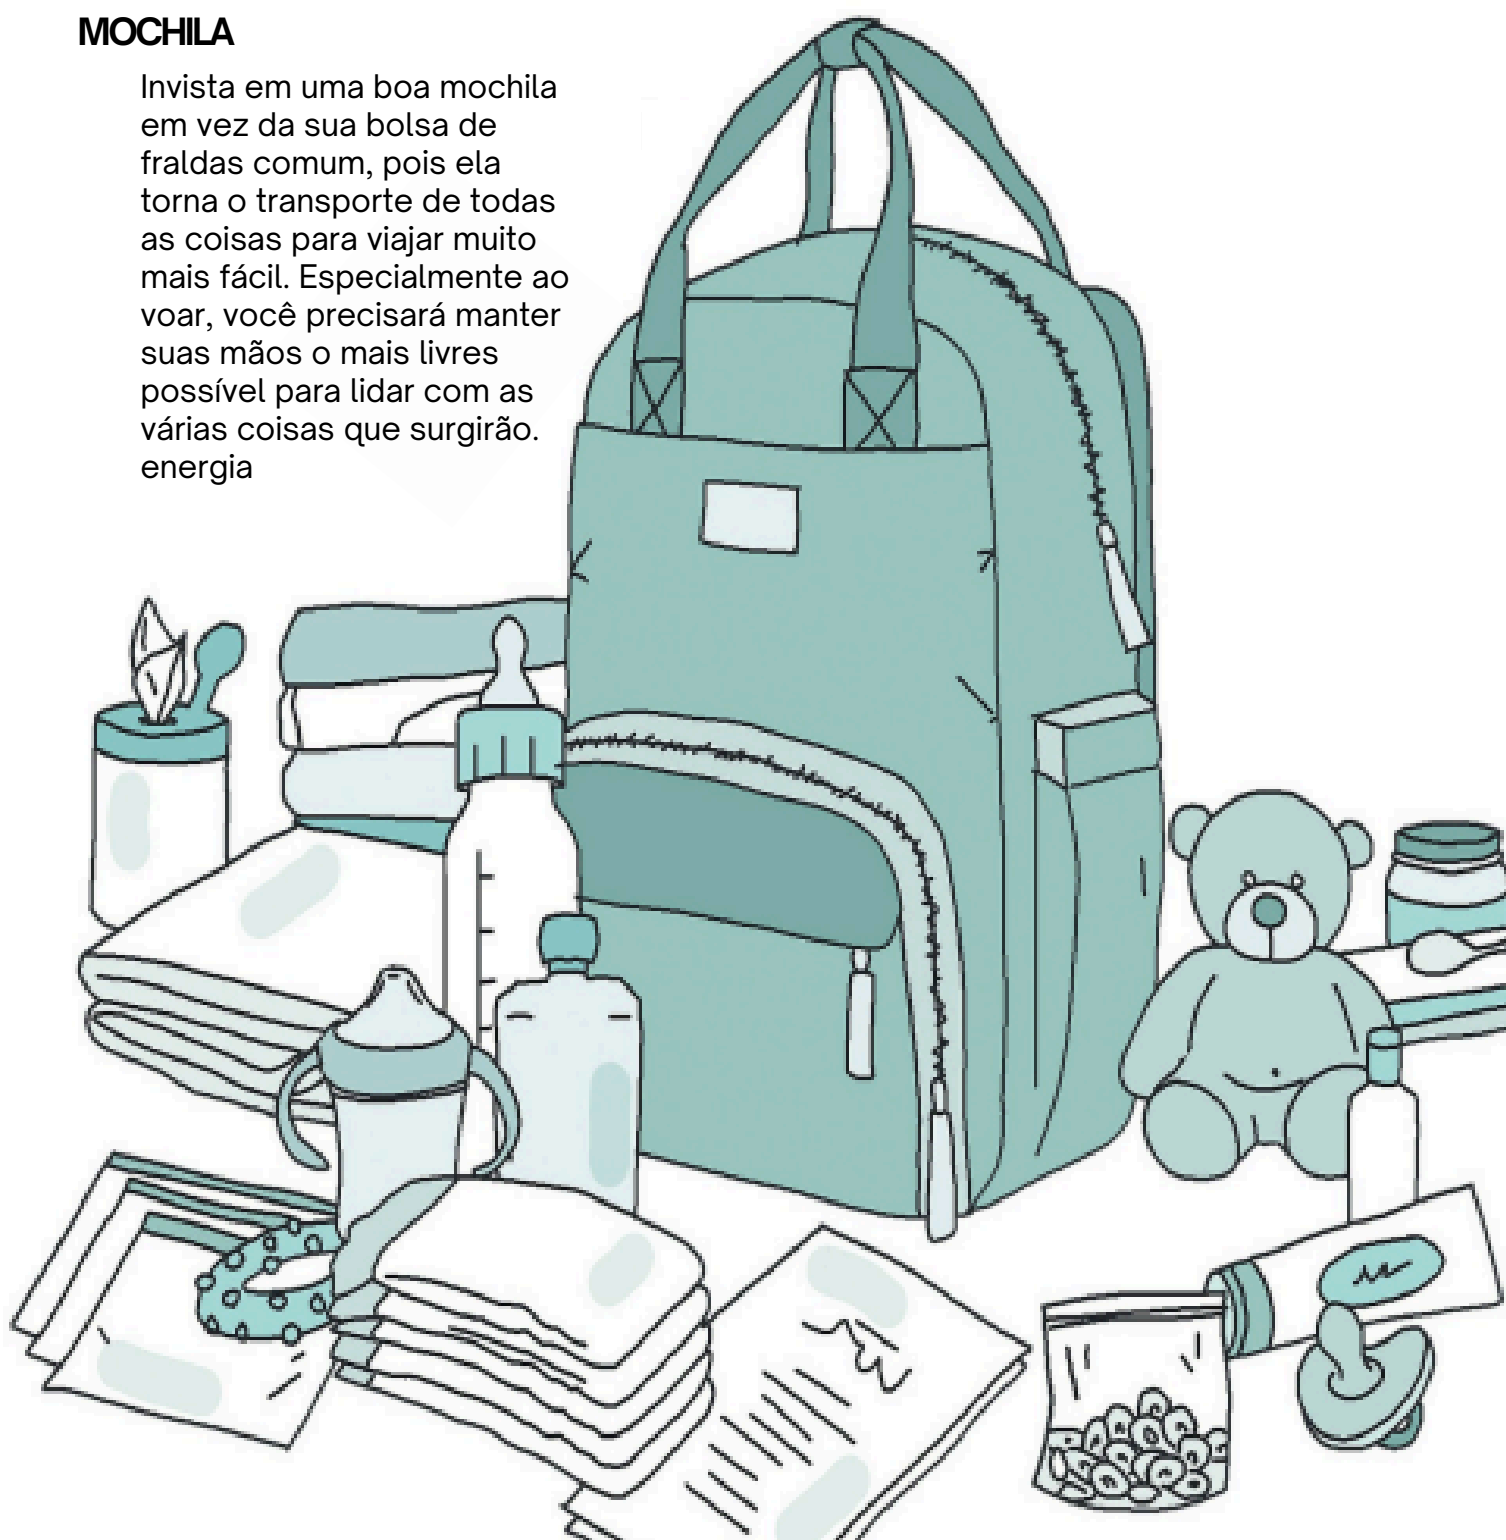 MOCHILA
Invista em uma boa mochila
em vez da sua bolsa de
fraldas comum, pois ela
torna o transporte de todas
as coisas para viajar muito
mais fácil. Especialmente ao
voar, você precisará manter
suas mãos o mais livres
possível para lidar com as
várias coisas que surgirão.
energia